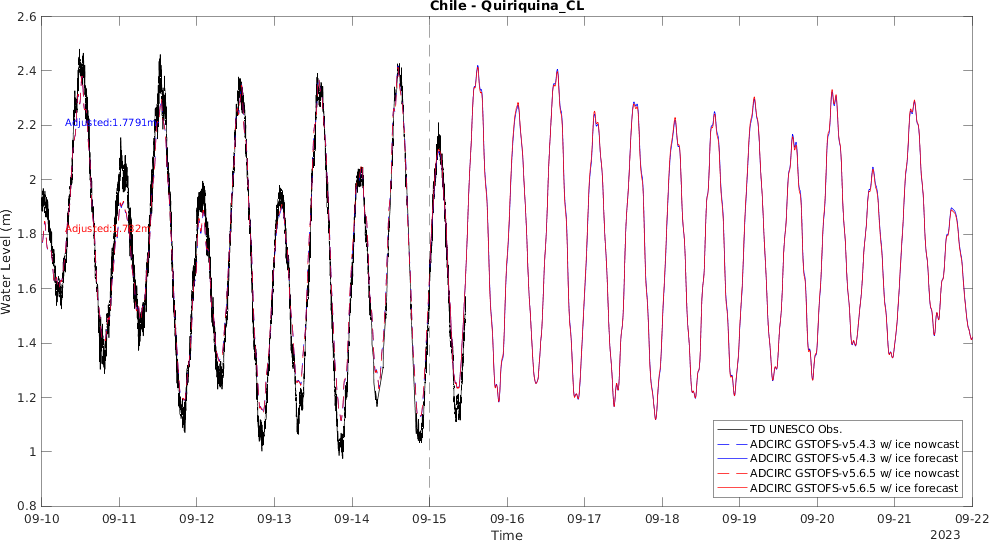 Chile - Quiriquina_CL
Water Level (m)
2.6
2.4
2.2
2
1.8
1.6
1.4
1.2
1
0.8
Adjusted:1.7791m
Adjusted:
09-10
09-11
09-12
09-13
09-14
09-15
09-16
09-17
09-18
09-19
09-20
09-21
09-22
Time
2023
TD UNESCO Obs.
ADCIRC GSTOFS-v5.4.3 w/ ice nowcast
ADCIRC GSTOFS-v5.4.3 w/ ice forecast
ADCIRC GSTOFS-v5.6.5 w/ ice nowcast
ADCIRC GSTOFS-v5.6.5 w/ ice forecast